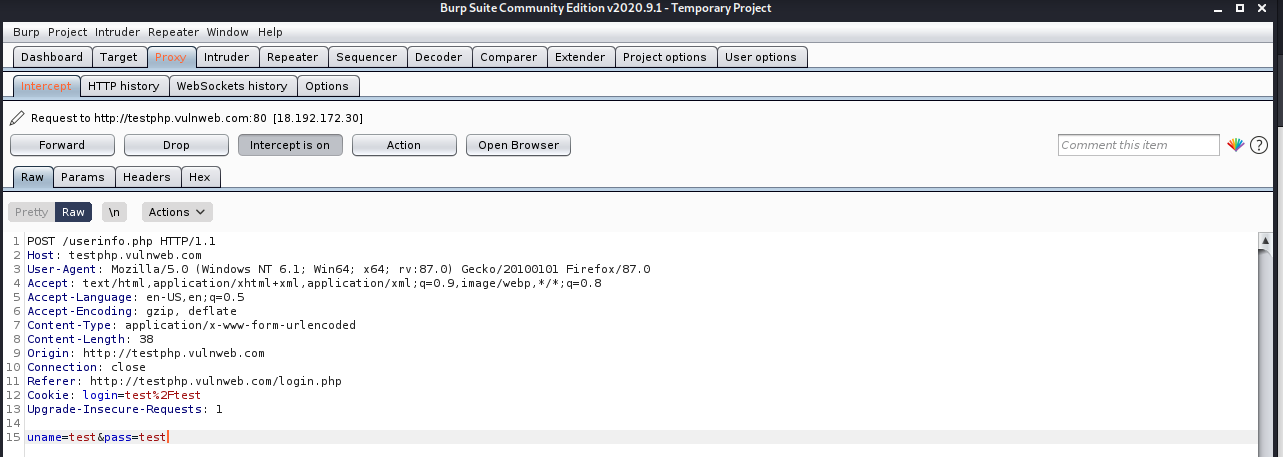 Burp Suite Community Edition v2020.9.1 - Temporary Project
Burp Project Intruder Repeater Window Help
Dashboard Target Proxy Intruder Repeater Sequencer Decoder Comparer Extender Project options User options
Intercept HTTP history WebSockets history Options
Request to http://testphp.vulnweb.com:80 [18.192.172.30]
Forward Drop Intercept is on Action Open Browser Comment this item ?
Raw Params Headers Hex
Pretty Raw \n Actions
1 POST /userinfo.php HTTP/1.1
2 Host: testphp.vulnweb.com
3 User-Agent: Mozilla/5.0 (Windows NT 6.1; Win64; x64; rv:87.0) Gecko/20100101 Firefox/87.0
4 Accept: text/html,application/xhtml+xml,application/xml;q=0.9,image/webp,*/*;q=0.8
5 Accept-Language: en-US,en;q=0.5
6 Accept-Encoding: gzip, deflate
7 Content-Type: application/x-www-form-urlencoded
8 Content-Length: 38
9 Origin: http://testphp.vulnweb.com
10 Connection: close
11 Referer: http://testphp.vulnweb.com/login.php
12 Cookie: login=test%2Ftest
13 Upgrade-Insecure-Requests: 1
14
15 uname=test&pass=test